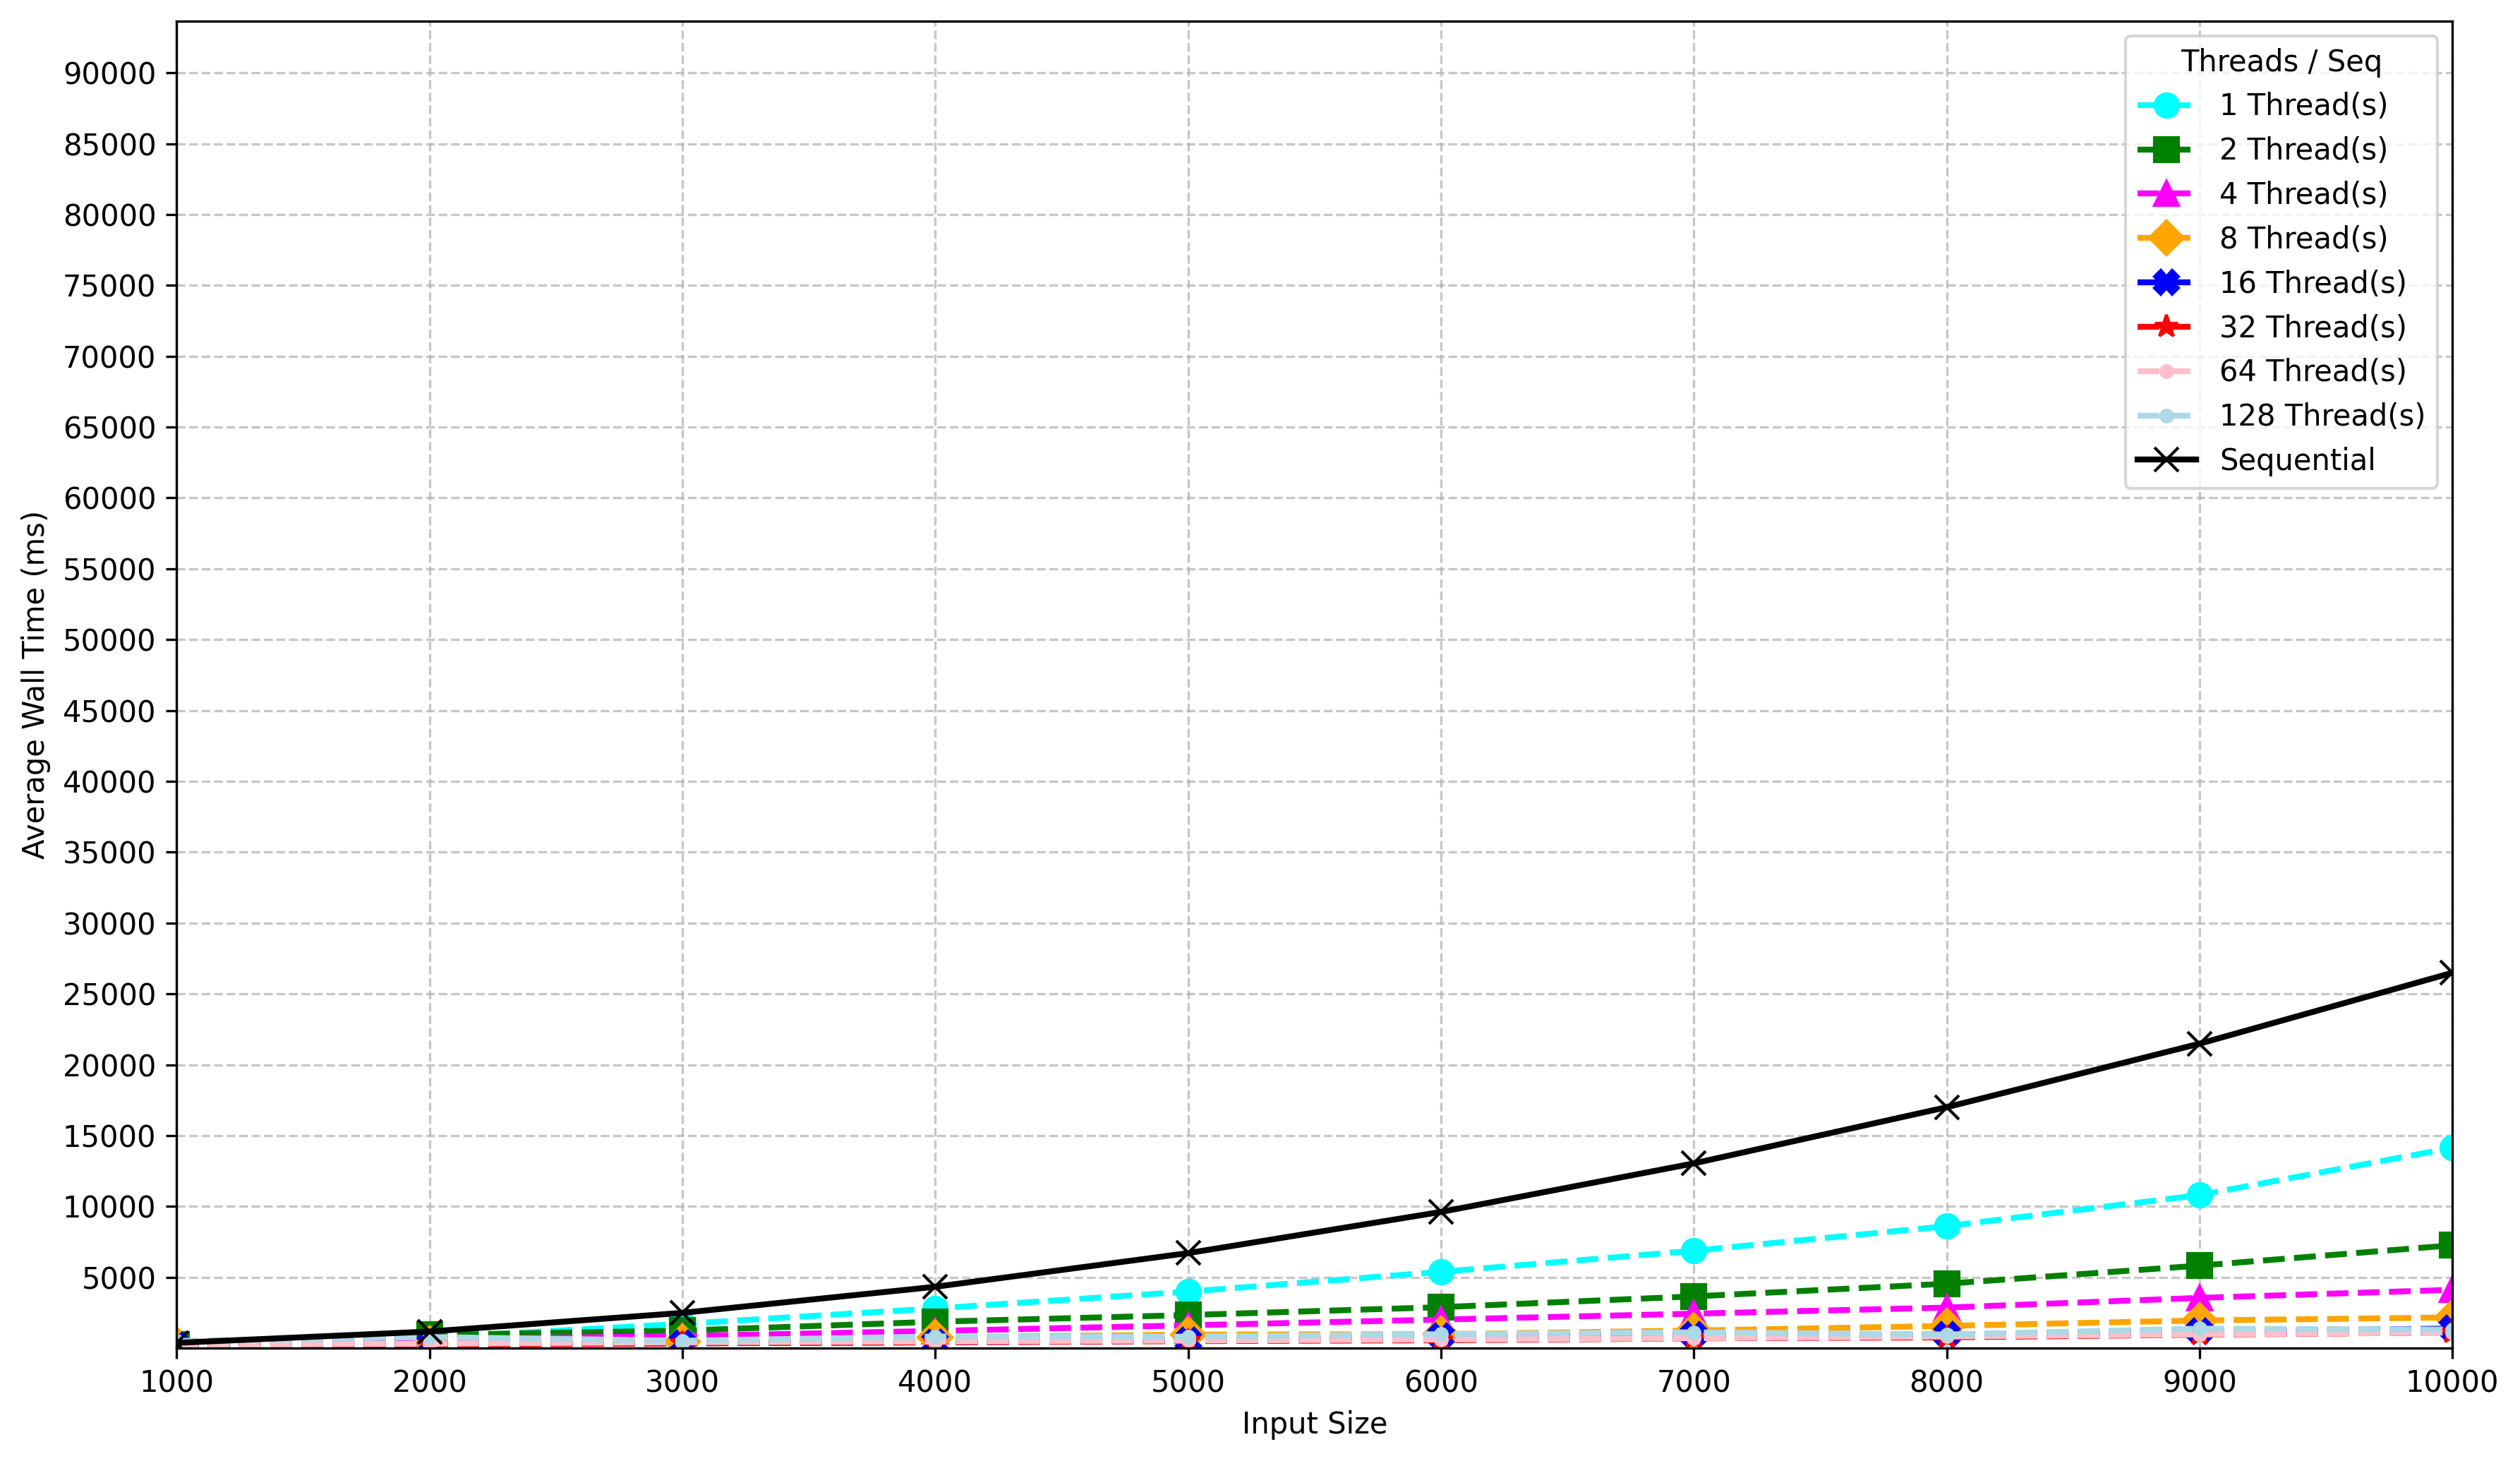 Threads / Seq
1 Thread(s)
2 Thread(s)
4 Thread(s)
8 Thread(s)
16 Thread(s)
32 Thread(s)
64 Thread(s)
128 Thread(s)
Sequential
Average Wall Time (ms)
90000
85000
80000
75000
70000
65000
60000
55000
50000
45000
40000
35000
30000
25000
20000
15000
10000
5000
1000 2000 3000 4000 5000 6000 7000 8000 9000 10000
Input Size